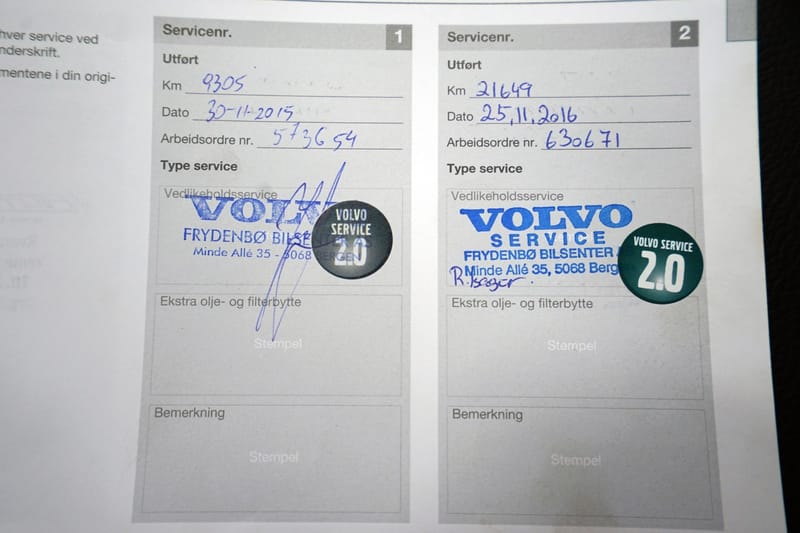 hver service ved
nderskrift.
mentene i din origi-
Servicenr. 1
Utført
Km 9305
Dato 30-11-2015
Arbeidsordre nr. 573654
Type service
Vedlikeholdsservice
VOLVO
FRYDENBØ BILSENTER AS
Minde Allé 35 - 5068 BERGEN
VOLVO
SERVICE
2.0
Ekstra olje- og filterbytte
Stempel
Bemerkning
Stempel
Servicenr. 2
Utført
Km 21649
Dato 25,11,2016
Arbeidsordre nr. 630671
Type service
Vedlikeholdsservice
VOLVO
SERVICE
FRYDENBØ BILSENTER
Minde Allé 35, 5068 Berg
VOLVO SERVICE
2.0
Ekstra olje- og filterbytte
Stempel
Bemerkning
Stempel